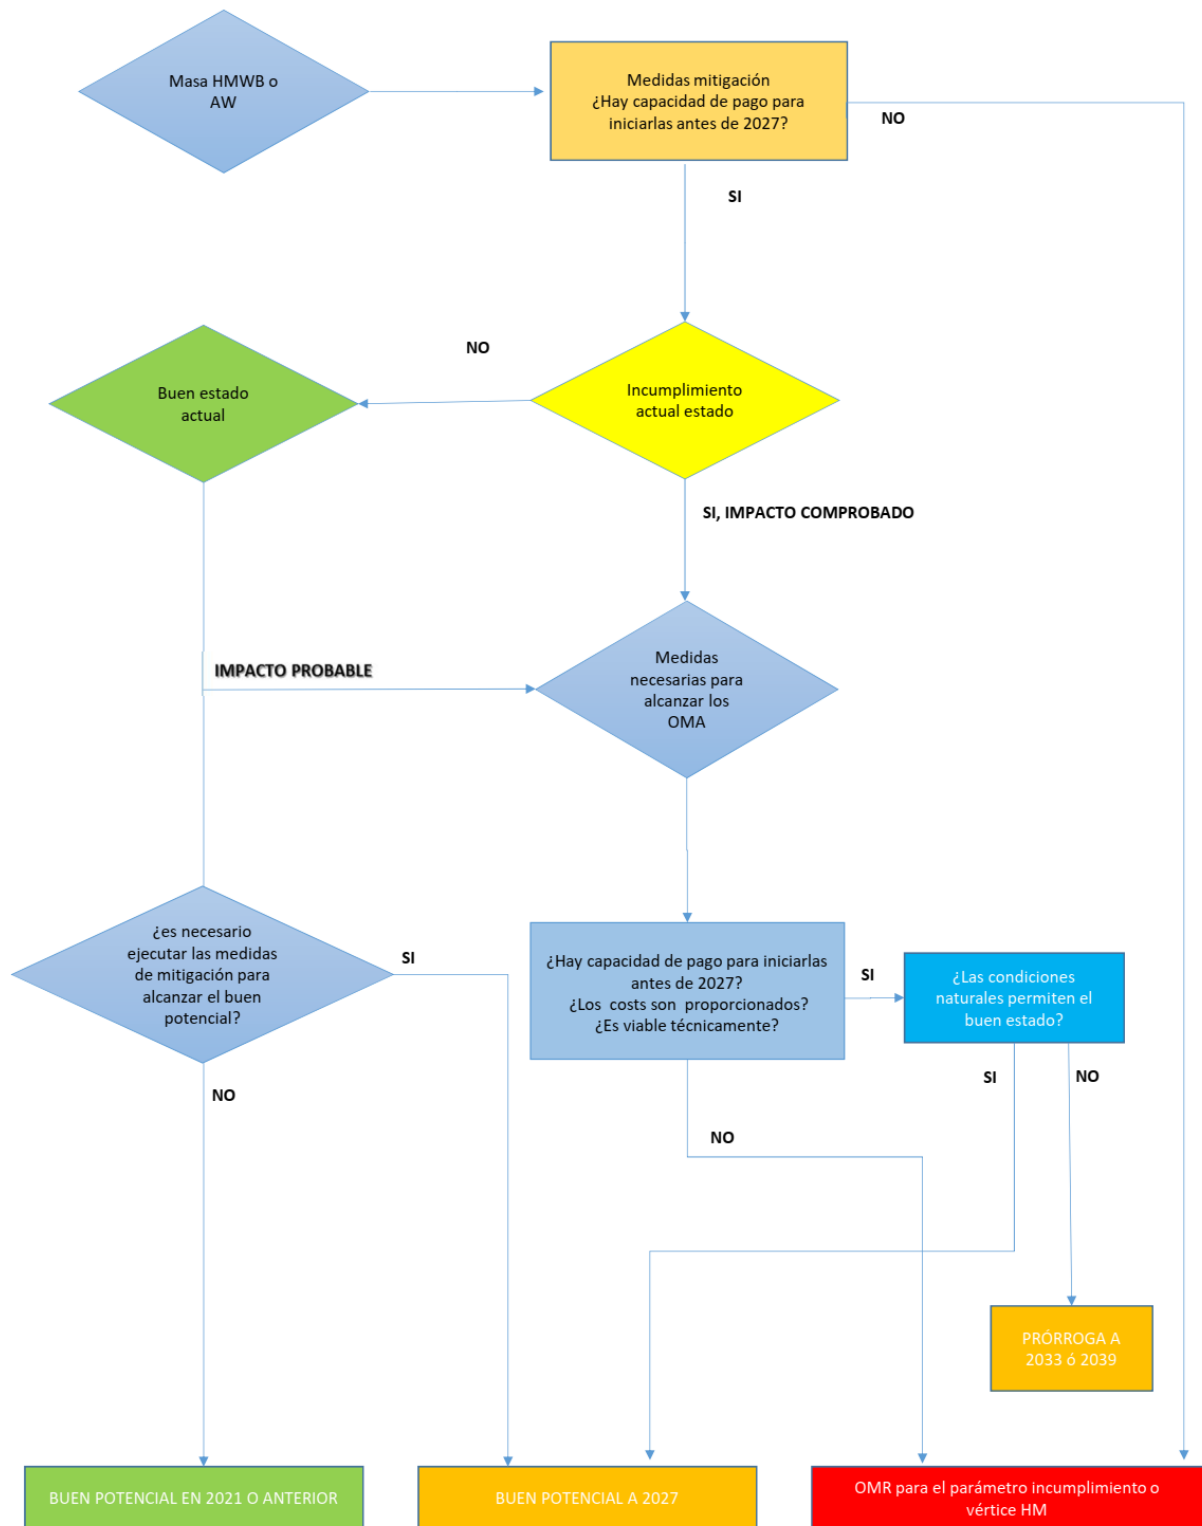 Masa HMWB o
AW
Medidas mitigación
¿Hay capacidad de pago para
iniciarlas antes de 2027?
NO
SI
NO
Buen estado
actual
Incumplimiento
actual estado
SI, IMPACTO COMPROBADO
IMPACTO PROBABLE
Medidas
necesarias para
alcanzar los
OMA
¿es necesario
ejecutar las medidas
de mitigación para
alcanzar el buen
potencial?
SI
¿Hay capacidad de pago para iniciarlas
antes de 2027?
¿Los costs son proporcionados?
¿Es viable técnicamente?
SI
¿Las condiciones
naturales permiten el
buen estado?
SI
NO
NO
NO
PRÓRROGA A
2033 ó 2039
BUEN POTENCIAL EN 2021 O ANTERIOR
BUEN POTENCIAL A 2027
OMR para el parámetro incumplimiento o
vértice HM